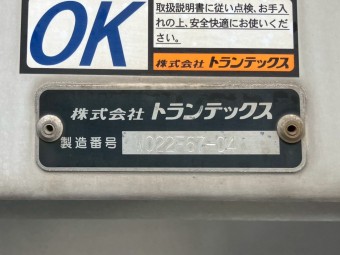 OK
取扱説明書に従い点検、お手入
れの上、安全快適にお使いくだ
さい。
株式会社 トランテックス
株式会社 トランテックス
製造番号